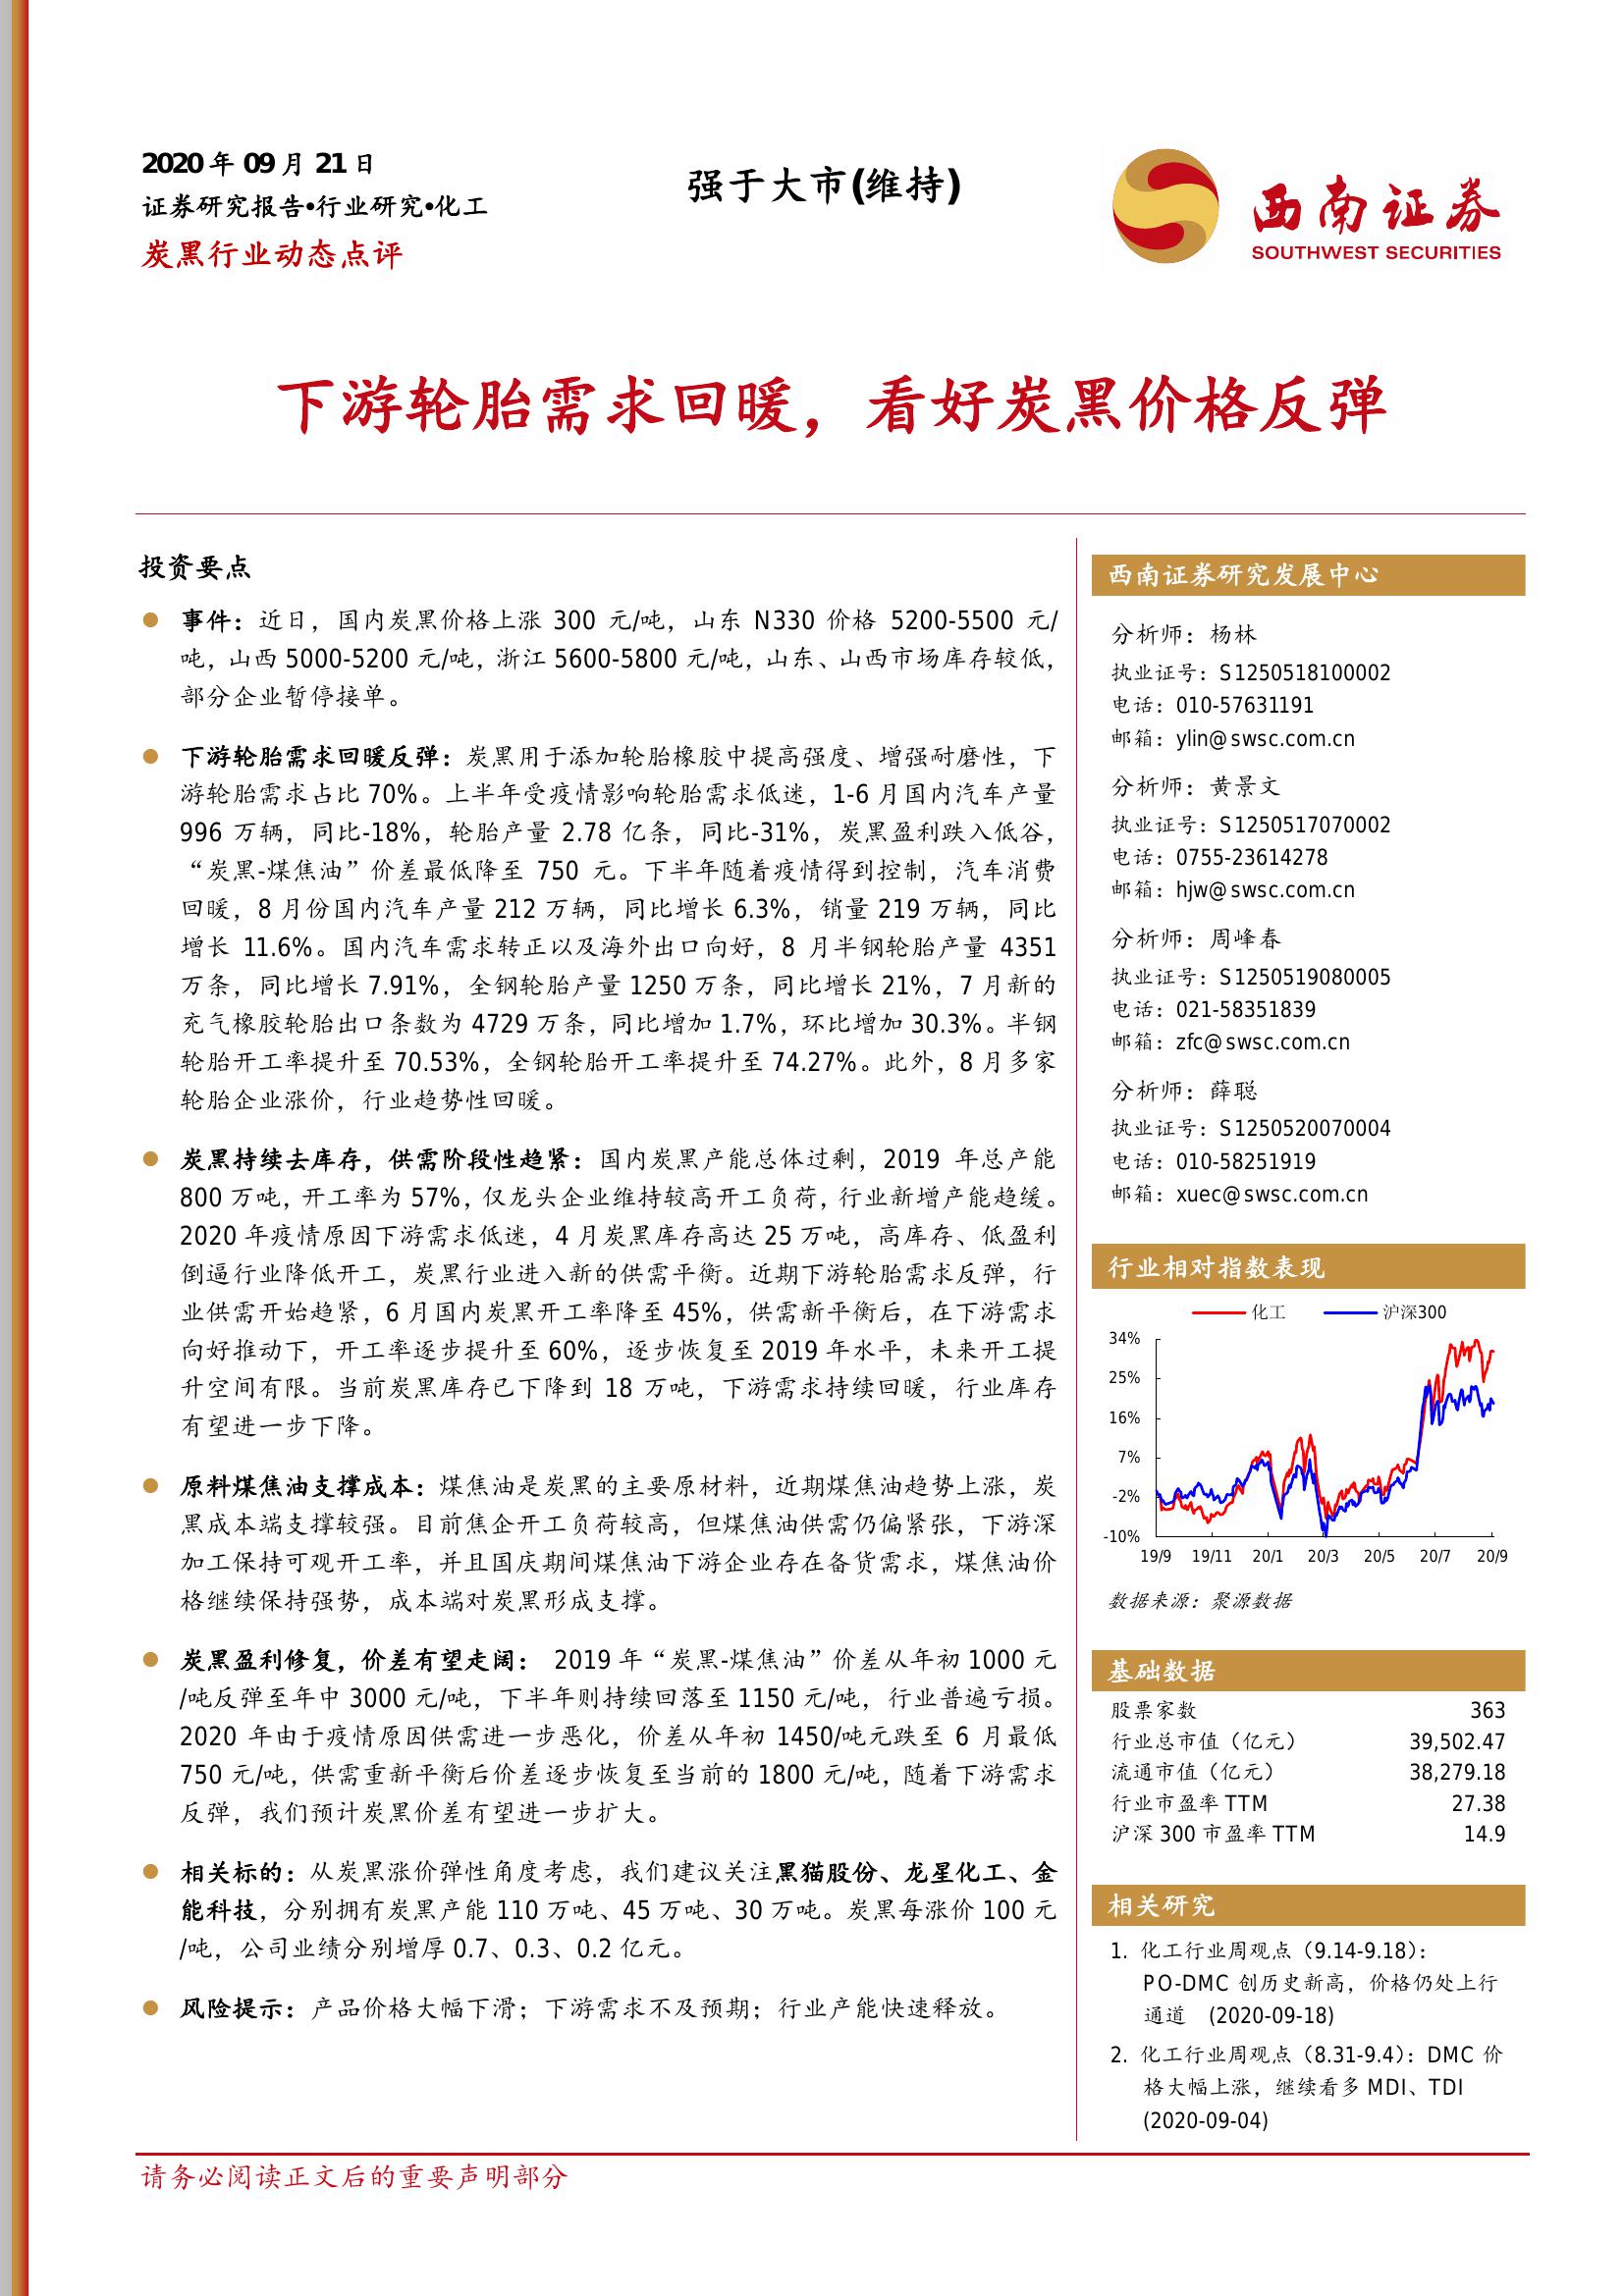 2020 年 09 月 21 日
证券研究报告•行业研究•化工
炭黑行业动态点评
强于大市(维持)
西南证券
SOUTHWEST SECURITIES
下游轮胎需求回暖，看好炭黑价格反弹
投资要点
事件：近日，国内炭黑价格上涨 300 元/吨，山东 N330 价格 5200-5500 元/
吨，山西 5000-5200 元/吨，浙江 5600-5800 元/吨，山东、山西市场库存较低，
部分企业暂停接单。
下游轮胎需求回暖反弹：炭黑用于添加轮胎橡胶中提高强度、增强耐磨性，下
游轮胎需求占比 70%。上半年受疫情影响轮胎需求低迷，1-6 月国内汽车产量
996 万辆，同比-18%，轮胎产量 2.78 亿条，同比-31%，炭黑盈利跌入低谷，
“炭黑-煤焦油”价差最低降至 750 元。下半年随着疫情得到控制，汽车消费
回暖，8 月份国内汽车产量 212 万辆，同比增长 6.3%，销量 219 万辆，同比
增长 11.6%。国内汽车需求转正以及海外出口向好，8 月半钢轮胎产量 4351
万条，同比增长 7.91%，全钢轮胎产量 1250 万条，同比增长 21%，7 月新的
充气橡胶轮胎出口条数为 4729 万条，同比增加 1.7%，环比增加 30.3%。半钢
轮胎开工率提升至 70.53%，全钢轮胎开工率提升至 74.27%。此外，8 月多家
轮胎企业涨价，行业趋势性回暖。
炭黑持续去库存，供需阶段性趋紧：国内炭黑产能总体过剩，2019 年总产能
800 万吨，开工率为 57%，仅龙头企业维持较高开工负荷，行业新增产能趋缓。
2020 年疫情原因下游需求低迷，4 月炭黑库存高达 25 万吨，高库存、低盈利
倒逼行业降低开工，炭黑行业进入新的供需平衡。近期下游轮胎需求反弹，行
业供需开始趋紧，6 月国内炭黑开工率降至 45%，供需新平衡后，在下游需求
向好推动下，开工率逐步提升至 60%，逐步恢复至 2019 年水平，未来开工提
升空间有限。当前炭黑库存已下降到 18 万吨，下游需求持续回暖，行业库存
有望进一步下降。
原料煤焦油支撑成本：煤焦油是炭黑的主要原材料，近期煤焦油趋势上涨，炭
黑成本端支撑较强。目前焦企开工负荷较高，但煤焦油供需仍偏紧张，下游深
加工保持可观开工率，并且国庆期间煤焦油下游企业存在备货需求，煤焦油价
格继续保持强势，成本端对炭黑形成支撑。
炭黑盈利修复，价差有望走阔： 2019 年“炭黑-煤焦油”价差从年初 1000 元
/吨反弹至年中 3000 元/吨，下半年则持续回落至 1150 元/吨，行业普遍亏损。
2020 年由于疫情原因供需进一步恶化，价差从年初 1450/吨元跌至 6 月最低
750 元/吨，供需重新平衡后价差逐步恢复至当前的 1800 元/吨，随着下游需求
反弹，我们预计炭黑价差有望进一步扩大。
相关标的：从炭黑涨价弹性角度考虑，我们建议关注黑猫股份、龙星化工、金
能科技，分别拥有炭黑产能 110 万吨、45 万吨、30 万吨。炭黑每涨价 100 元
/吨，公司业绩分别增厚 0.7、0.3、0.2 亿元。
风险提示：产品价格大幅下滑；下游需求不及预期；行业产能快速释放。
西南证券研究发展中心
分析师：杨林
执业证号：S1250518100002
电话：010-57631191
邮箱：ylin@swsc.com.cn
分析师：黄景文
执业证号：S1250517070002
电话：0755-23614278
邮箱：hjw@swsc.com.cn
分析师：周峰春
执业证号：S1250519080005
电话：021-58351839
邮箱：zfc@swsc.com.cn
分析师：薛聪
执业证号：S1250520070004
电话：010-58251919
邮箱：xuec@swsc.com.cn
行业相对指数表现
化工 沪深300
34%
25%
16%
7%
-2%
-10%
19/9 19/11 20/1 20/3 20/5 20/7 20/9
数据来源：聚源数据
基础数据
股票家数 363
行业总市值（亿元） 39,502.47
流通市值（亿元） 38,279.18
行业市盈率 TTM 27.38
沪深 300 市盈率 TTM 14.9
相关研究
1. 化工行业周观点（9.14-9.18）：
PO-DMC 创历史新高，价格仍处上行
通道 (2020-09-18)
2. 化工行业周观点（8.31-9.4）：DMC 价
格大幅上涨，继续看多 MDI、TDI
(2020-09-04)
请务必阅读正文后的重要声明部分